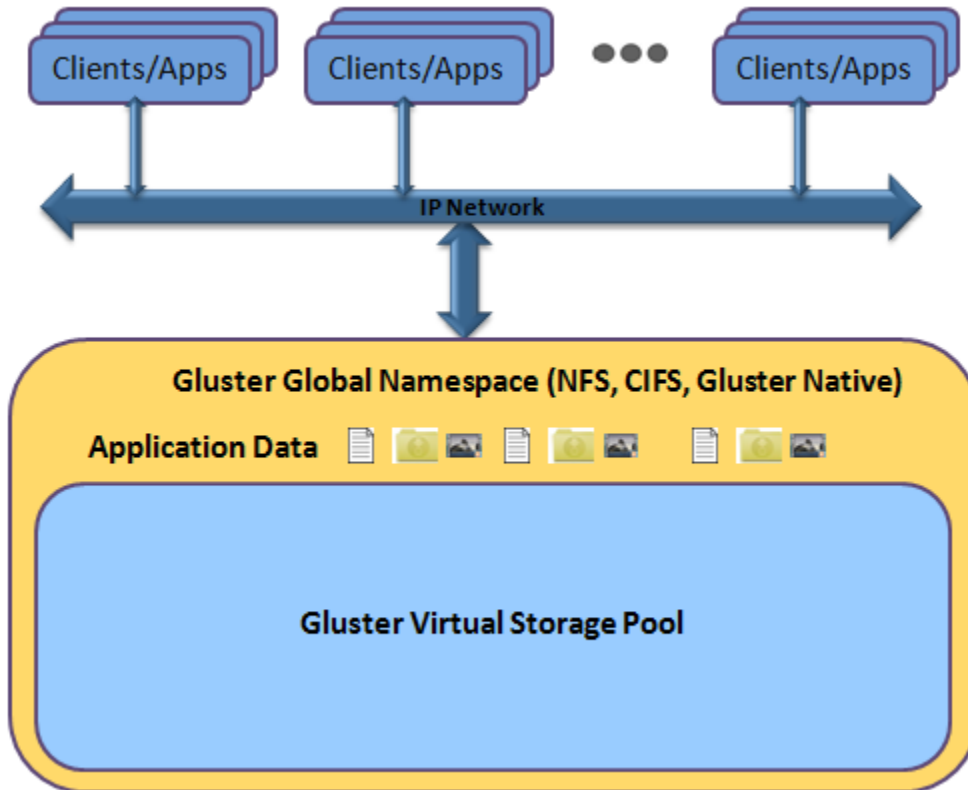 Clients/Apps
Clients/Apps
Clients/Apps
IP Network
Gluster Global Namespace (NFS, CIFS, Gluster Native)
Application Data
Gluster Virtual Storage Pool